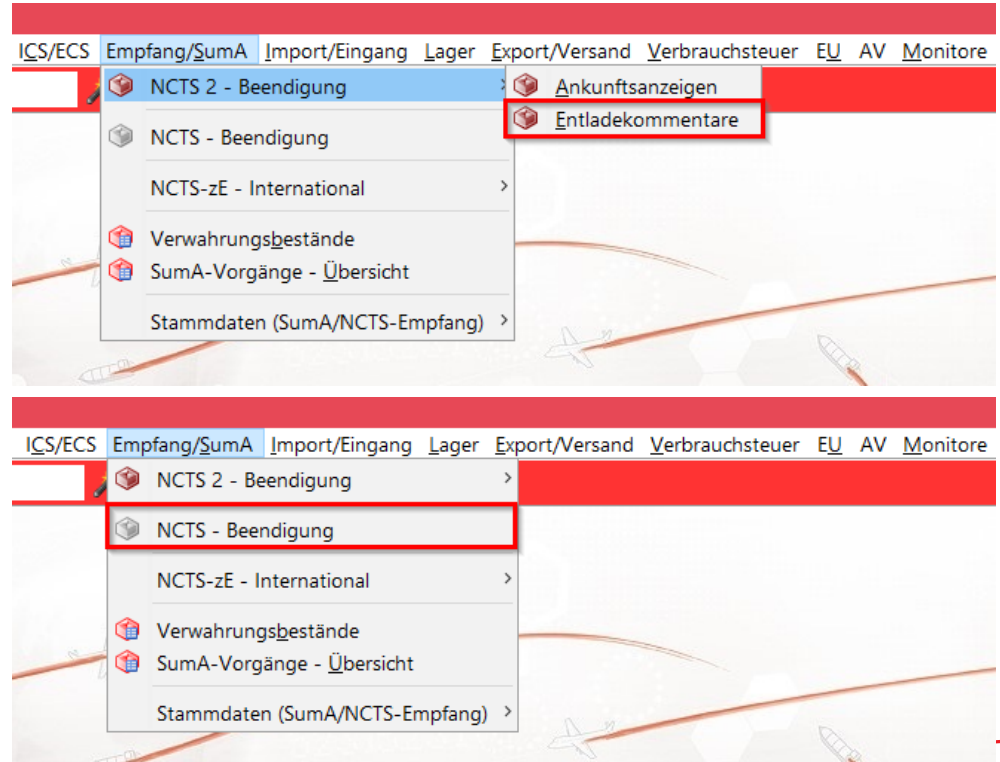 ICS/ECS Empfang/SumA Import/Eingang Lager Export/Versand Verbrauchsteuer EU AV Monitore
NCTS 2 - Beendigung
Ankunftsanzeigen
Entladekommentare
NCTS - Beendigung
NCTS-zE - International
Verwahrungsbestände
SumA-Vorgänge - Übersicht
Stammdaten (SumA/NCTS-Empfang)
ICS/ECS Empfang/SumA Import/Eingang Lager Export/Versand Verbrauchsteuer EU AV Monitore
NCTS 2 - Beendigung
NCTS - Beendigung
NCTS-zE - International
Verwahrungsbestände
SumA-Vorgänge - Übersicht
Stammdaten (SumA/NCTS-Empfang)